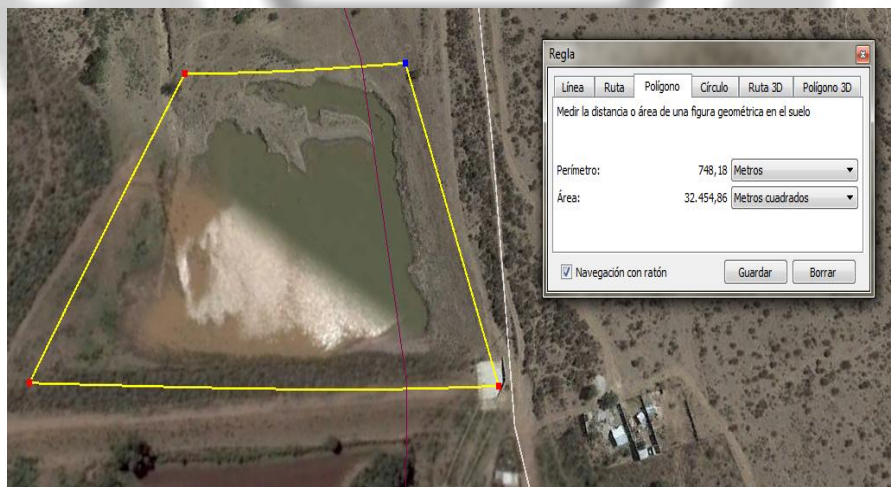 Regla
Línea Ruta Polígono Círculo Ruta 3D Polígono 3D
Medir la distancia o área de una figura geométrica en el suelo
Perímetro: 748,18 Metros
Área: 32.454,86 Metros cuadrados
Navegación con ratón Guardar Borrar